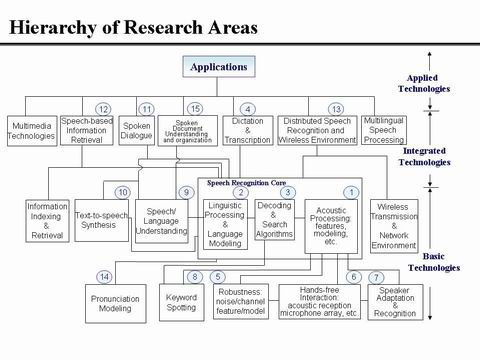 Hierarchy of Research Areas
Applications
Applied
Technologies
12
11
15
4
13
Multimedia
Technologies
Speech-based
Information
Retrieval
Spoken
Dialogue
Spoken
Document
Understanding
and organization
Dictation
&
Transcription
Distributed Speech
Recognition and
Wireless Environment
Multilingual
Speech
Processing
Integrated
Technologies
Speech Recognition Core
10
9
2
3
1
Information
Indexing &
Retrieval
Text-to-speech
Synthesis
Speech/
Language
Understanding
Linguistic
Processing &
Language
Modeling
Decoding
&
Search
Algorithms
Acoustic
Processing:
features,
modeling,
etc.
Wireless
Transmission
& Network
Environment
Basic
Technologies
14
8
5
6
7
Pronunciation
Modeling
Keyword
Spotting
Robustness:
noise/channel
feature/model
Hands-free
Interaction:
acoustic reception
microphone array, etc.
Speaker
Adaptation
& Recognition